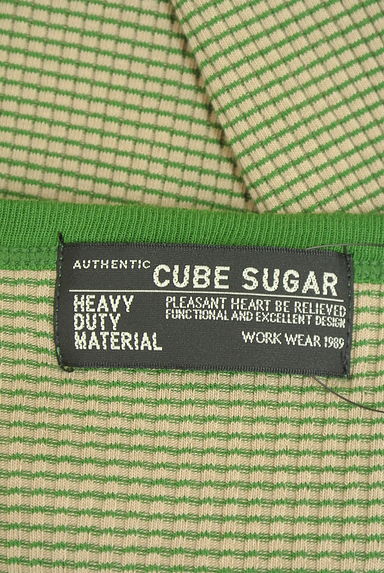 AUTHENTIC CUBE SUGAR
HEAVY DUTY MATERIAL
PLEASANT HEART BE RELIEVED
FUNCTIONAL AND EXCELLENT DESIGN
WORK WEAR 1989